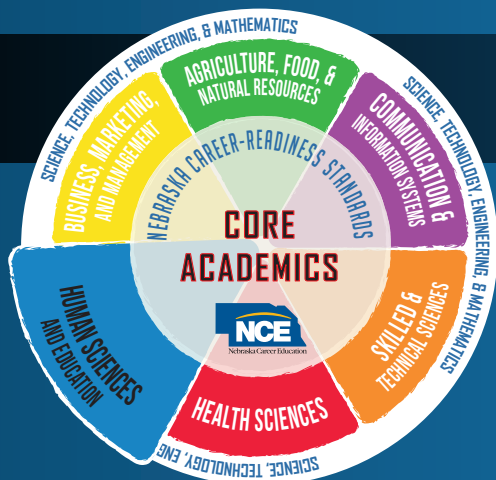 SCIENCE, TECHNOLOGY, ENGINEERING, & MATHEMATICS
SCIENCE, TECHNOLOGY, ENGINEERING, & MATHEMATICS
AGRICULTURE, FOOD, &
NATURAL RESOURCES
BUSINESS, MARKETING,
AND MANAGEMENT
COMMUNICATION &
INFORMATION SYSTEMS
NEBRASKA CAREER-READINESS STANDARDS
CORE
ACADEMICS
NCE
Nebraska Career Education
HUMAN SCIENCES
AND EDUCATION
SKILLED &
TECHNICAL SCIENCES
HEALTH SCIENCES
SCIENCE, TECHNOLOGY, ENG